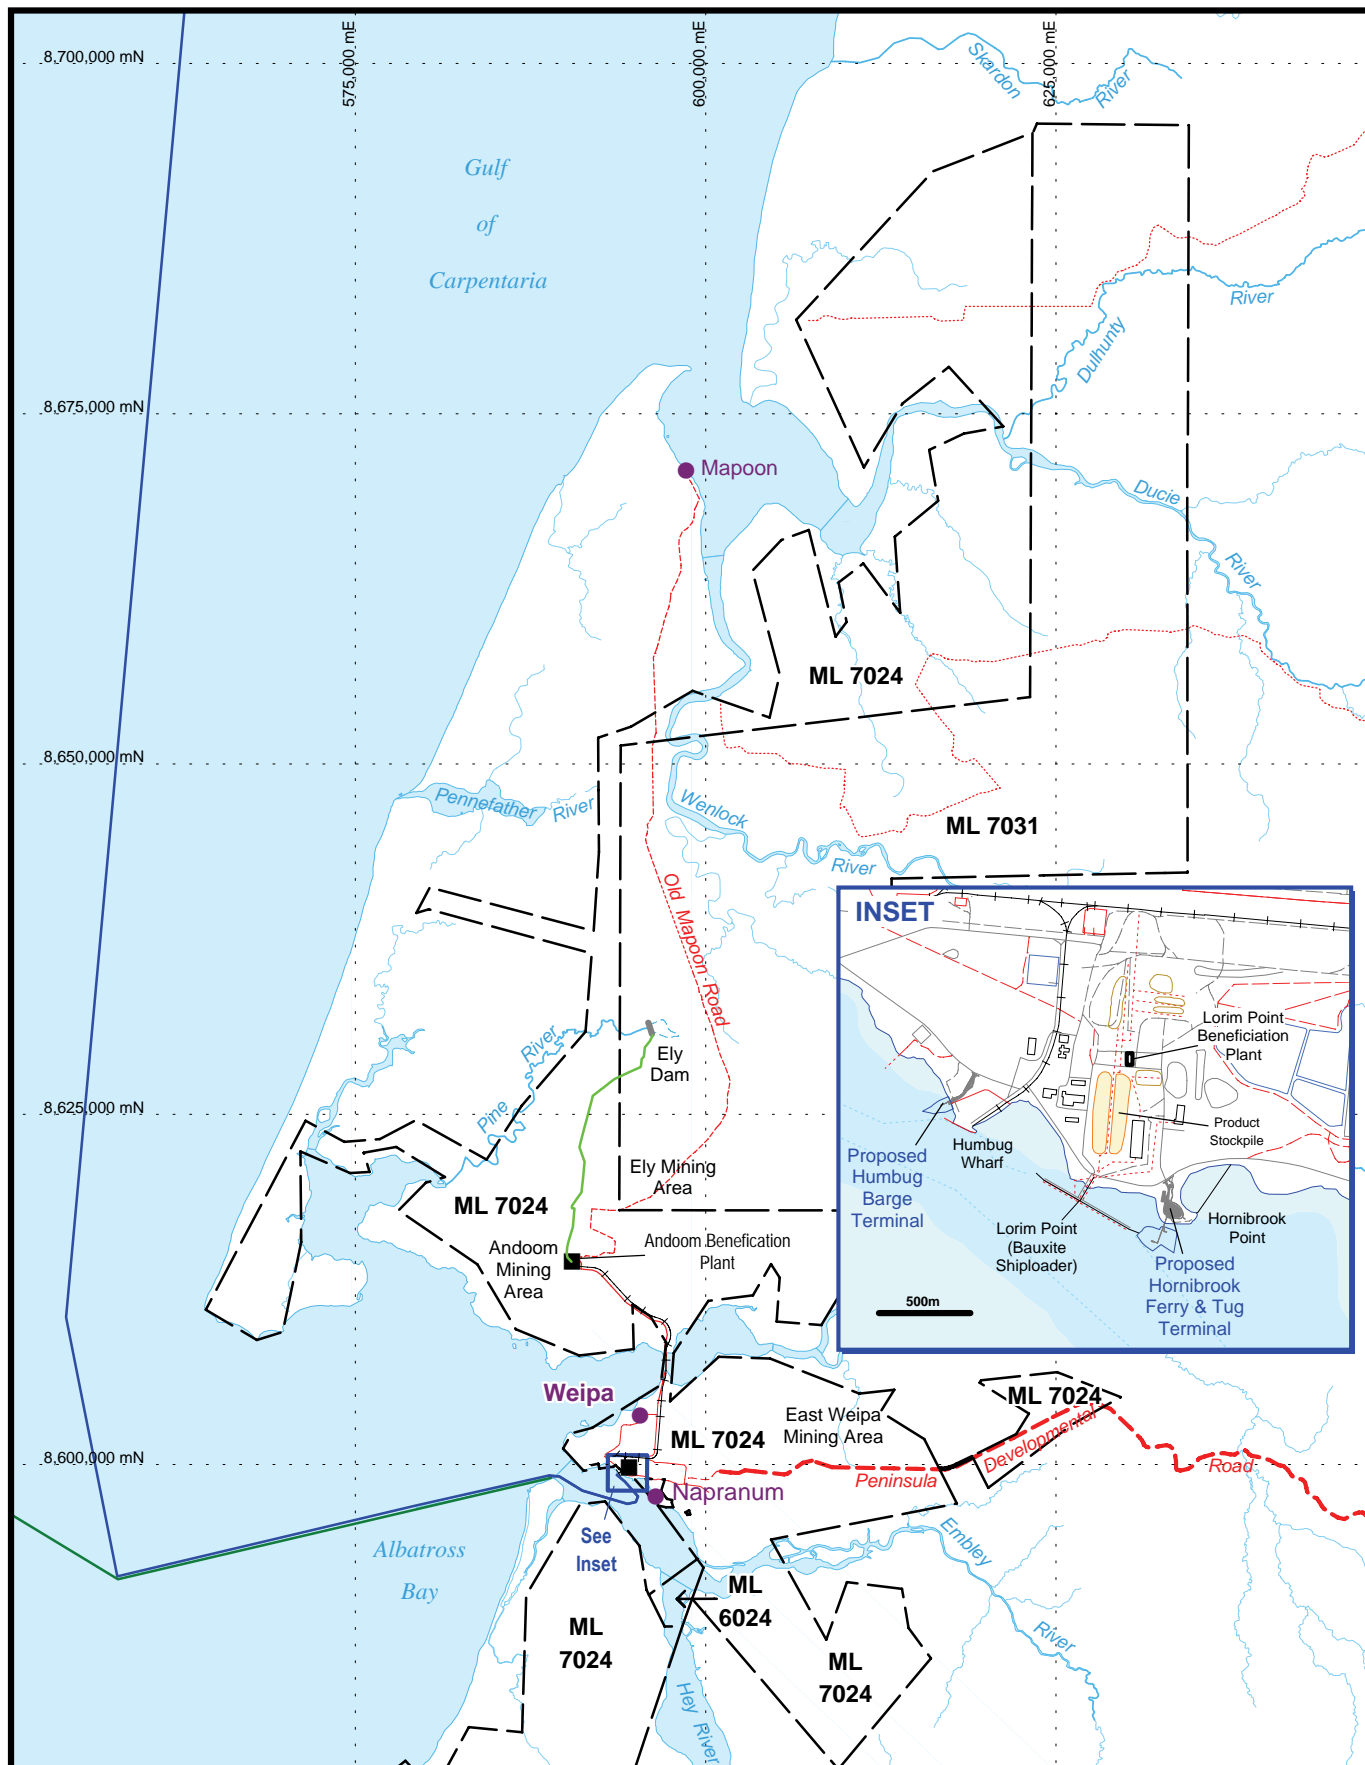 575,000 mE
600,000 mE
625,000 mE
8,700,000 mN
Skardon
River
Gulf
of
Carpentaria
River
Dulhunty
8,675,000 mN
Mapoon
Ducie
River
ML 7024
8,650,000 mN
Pennefather
River
Wenlock
River
ML 7031
Old Mapoon Road
INSET
Lorim Point
Beneficiation
Plant
Product
Stockpile
Humbug
Wharf
Proposed
Humbug
Barge
Terminal
Lorim Point
(Bauxite
Shiploader)
Hornibrook
Point
Proposed
Hornibrook
Ferry & Tug
Terminal
500m
River
Pine
Ely
Dam
8,625,000 mN
Ely Mining
Area
ML 7024
Andoom
Mining
Area
Andoom Benefication
Plant
Weipa
ML 7024
East Weipa
Mining Area
ML 7024
8,600,000 mN
Peninsula
Developmental
Road
Napranum
See
Inset
Albatross
Bay
Embley
River
ML
6024
ML
7024
ML
7024
Hey River